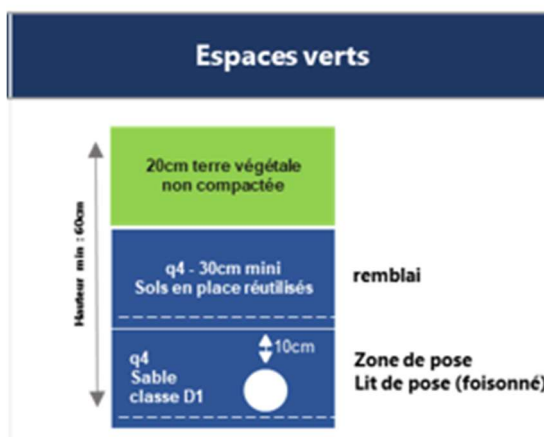 Espaces verts
Hauteur min : 60cm
20cm terre végétale
non compactée
q4 - 30cm mini
Sols en place réutilisés
remblai
10cm
q4
Sable
classe D1
Zone de pose
Lit de pose (foisonné)